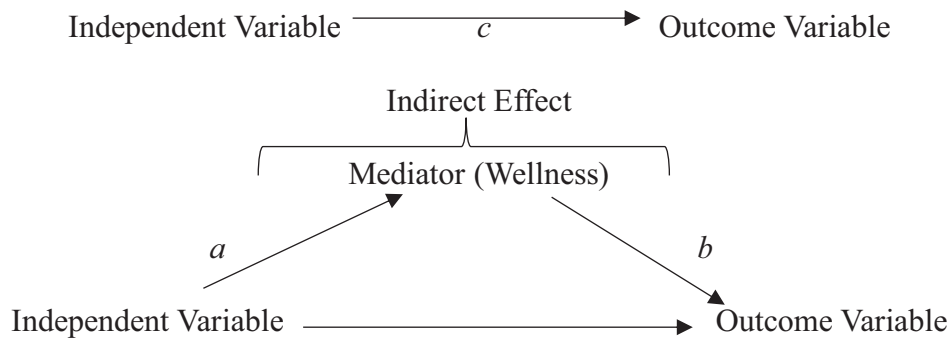 Independent Variable c Outcome Variable
Indirect Effect
Mediator (Wellness)
a b
Independent Variable Outcome Variable